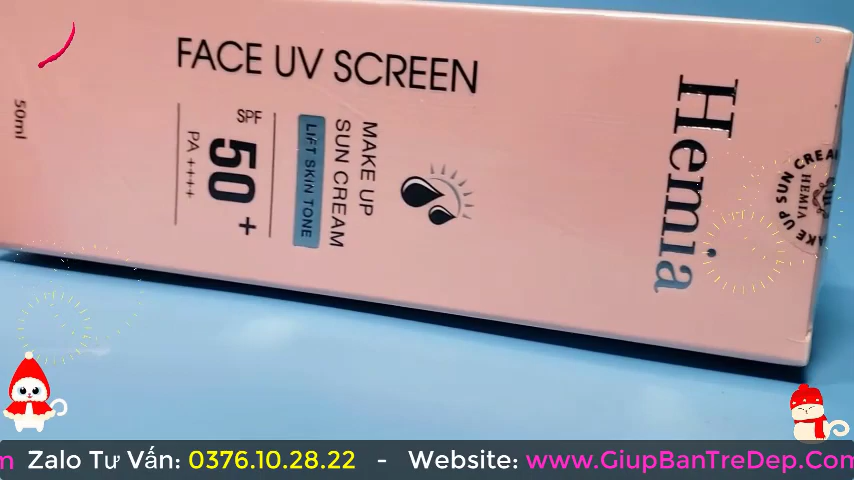 FACE UV SCREEN
Hemia
MAKE UP
SUN CREAM
LIFT SKIN TONE
SPF
50+
PA ++++
50ml
MAKE UP SUN CREAM
HEMIA
m Zalo Tư Vấn: 0376.10.28.22 - Website: www.GiupBanTreDep.Com